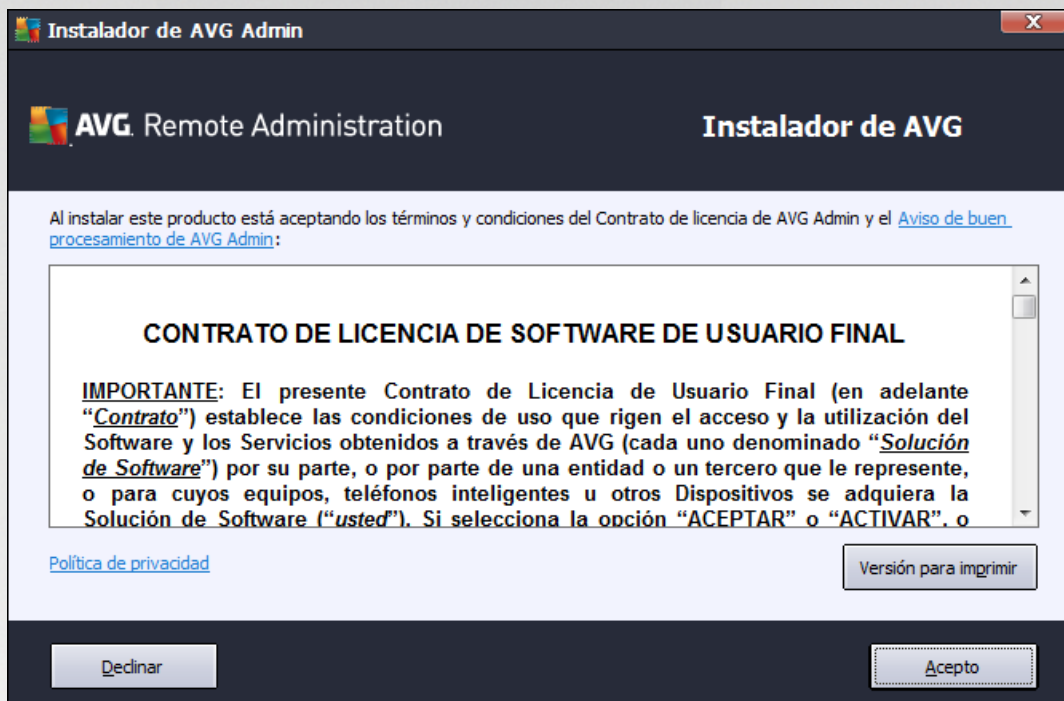 Instalador de AVG Admin
AVG. Remote Administration
Instalador de AVG
Al instalar este producto está aceptando los términos y condiciones del Contrato de licencia de AVG Admin y el Aviso de buen
procesamiento de AVG Admin:
CONTRATO DE LICENCIA DE SOFTWARE DE USUARIO FINAL
IMPORTANTE: El presente Contrato de Licencia de Usuario Final (en adelante
“Contrato”) establece las condiciones de uso que rigen el acceso y la utilización del
Software y los Servicios obtenidos a través de AVG (cada uno denominado “Solución
de Software”) por su parte, o por parte de una entidad o un tercero que le represente,
o para cuyos equipos, teléfonos inteligentes u otros Dispositivos se adquiera la
Solución de Software (“usted”). Si selecciona la opción “ACEPTAR” o “ACTIVAR”, o
Política de privacidad
Versión para imprimir
Declinar
Acepto